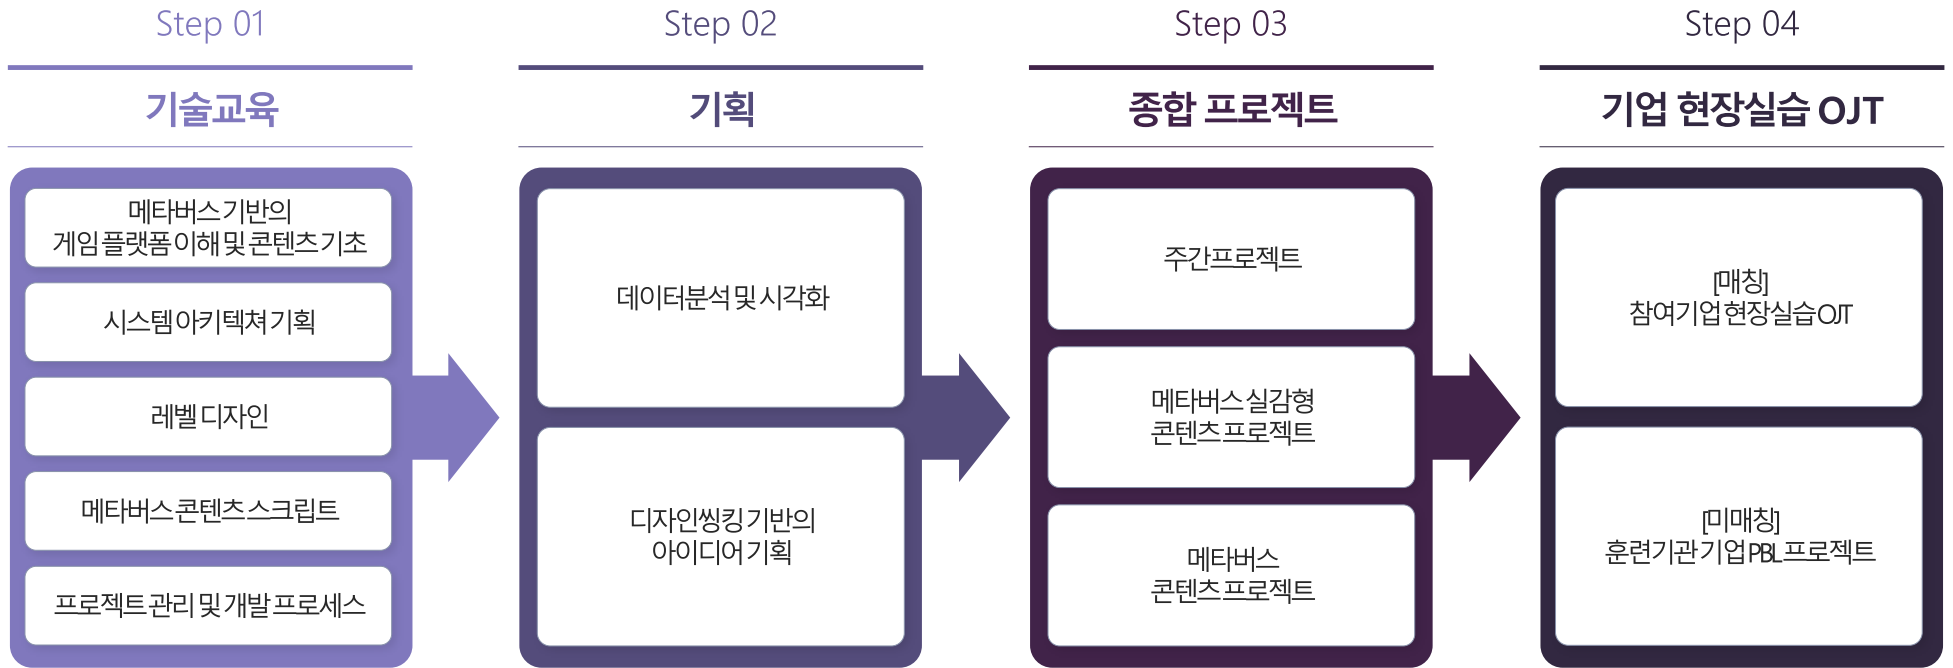 Step 01
기술교육
메타버스 기반의
게임 플랫폼 이해 및 콘텐츠 기초
시스템 아키텍쳐 기획
레벨 디자인
메타버스 콘텐츠 스크립트
프로젝트 관리 및 개발 프로세스
Step 02
기획
데이터분석 및 시각화
디자인씽킹 기반의
아이디어 기획
Step 03
종합 프로젝트
주간프로젝트
메타버스 실감형
콘텐츠 프로젝트
메타버스
콘텐츠 프로젝트
Step 04
기업 현장실습 OJT
[매칭]
참여기업 현장실습 OJT
[미매칭]
훈련기관 기업 PBL 프로젝트